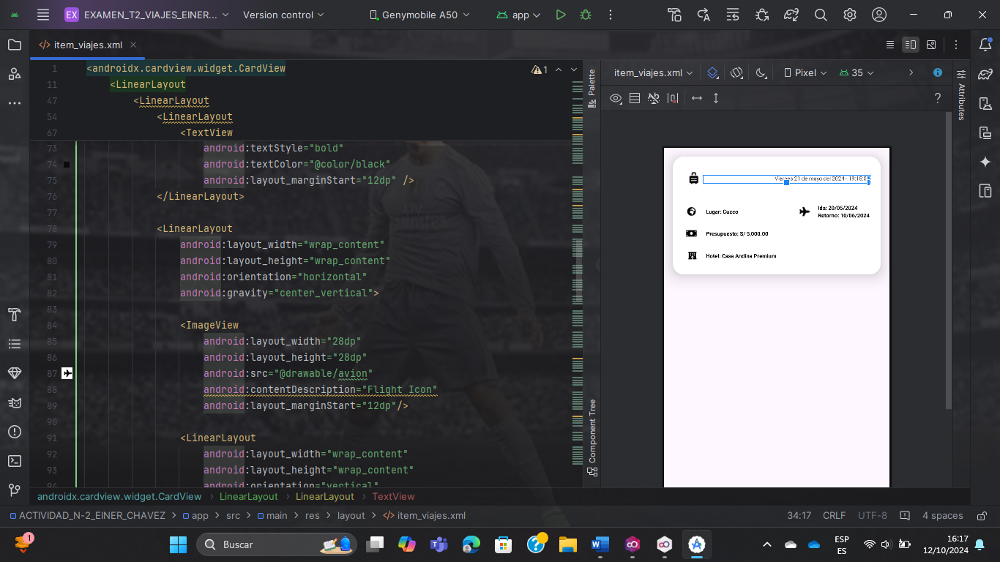 EX EXAMEN_T2_VIAJES_EINER... Version control Genymobile A50 app
item_viajes.xml
1 <androidx.cardview.widget.CardView
11 <LinearLayout
47 <LinearLayout
54 <LinearLayout
67 <TextView
73 android:textStyle="bold"
74 android:textColor="@color/black"
75 android:layout_marginStart="12dp" />
76 </LinearLayout>
77
78 <LinearLayout
79 android:layout_width="wrap_content"
80 android:layout_height="wrap_content"
81 android:orientation="horizontal"
82 android:gravity="center_vertical">
83
84 <ImageView
85 android:layout_width="28dp"
86 android:layout_height="28dp"
87 android:src="@drawable/avion"
88 android:contentDescription="Flight Icon"
89 android:layout_marginStart="12dp"/>
90
91 <LinearLayout
92 android:layout_width="wrap_content"
93 android:layout_height="wrap_content"
94 android:orientation="vertical"
1
Palette
Component Tree
item_viajes.xml Pixel 35
?
Attributes
Viernes 21 de mayo del 2024 - 19:15:0
Lugar: Cuzco
Ida: 20/05/2024
Retorno: 10/06/2024
Presupuesto: S/ 5,000.00
Hotel: Casa Andina Premium
androidx.cardview.widget.CardView > LinearLayout > LinearLayout > TextView
ACTIVIDAD_N-2_EINER_CHAVEZ > app > src > main > res > layout > item_viajes.xml 34:17 CRLF UTF-8 4 spaces
1
Buscar
ESP
ES
16:17
12/10/2024